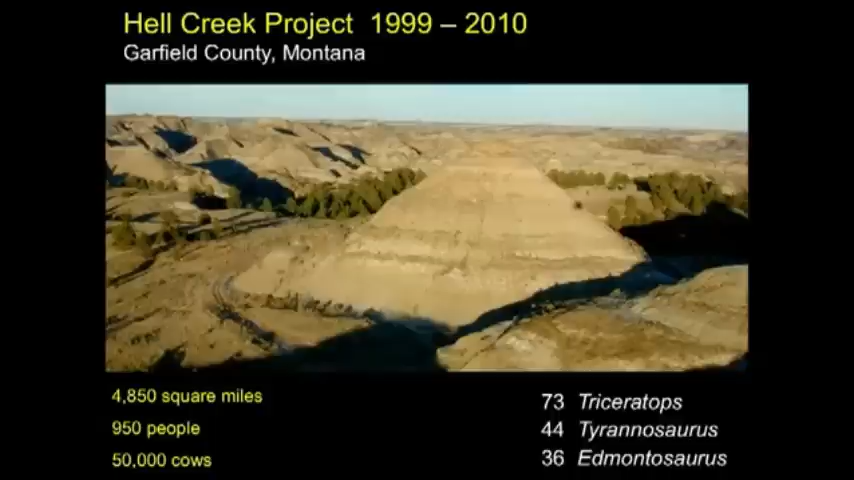 Hell Creek Project 1999 – 2010
Garfield County, Montana
4,850 square miles
950 people
50,000 cows
73 Triceratops
44 Tyrannosaurus
36 Edmontosaurus